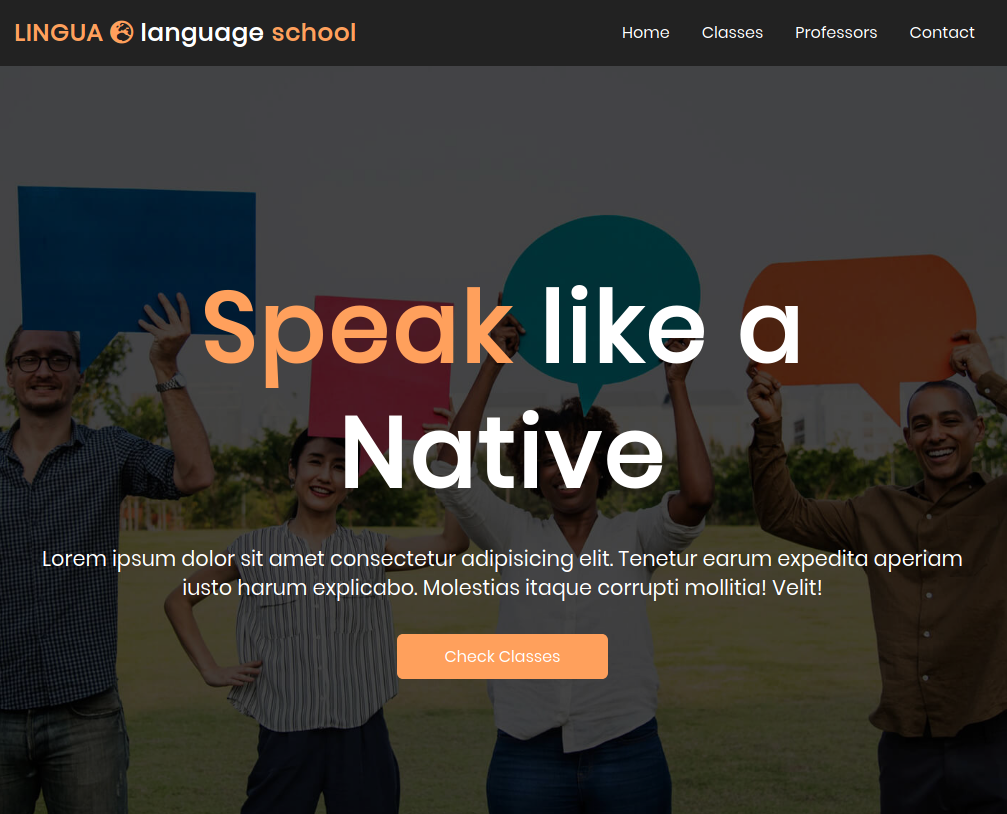 LINGUA language school
Home Classes Professors Contact
Speak like a
Native
Lorem ipsum dolor sit amet consectetur adipisicing elit. Tenetur earum expedita aperiam
iusto harum explicabo. Molestias itaque corrupti mollitia! Velit!
Check Classes